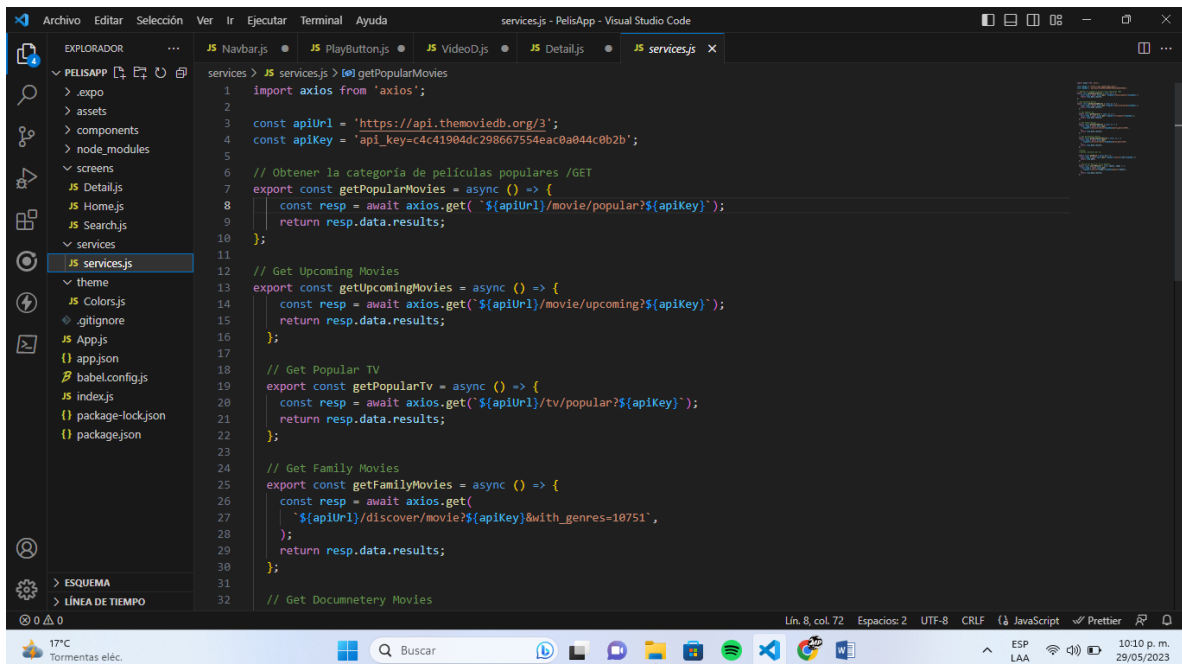 Archivo Editar Selección Ver Ir Ejecutar Terminal Ayuda
services.js - PelisApp - Visual Studio Code
EXPLORADOR
JS Navbar.js
JS PlayButton.js
JS VideoD.js
JS Detail.js
JS services.js
PELISAPP
services > JS services.js > getPopularMovies
.expo
assets
components
node_modules
screens
JS Detail.js
JS Home.js
JS Search.js
services
JS services.js
theme
JS Colors.js
.gitignore
JS App.js
{} app.json
babel.config.js
JS index.js
{} package-lock.json
{} package.json
ESQUEMA
LÍNEA DE TIEMPO
4
1 import axios from 'axios';
2
3 const apiUrl = 'https://api.themoviedb.org/3';
4 const apiKey = 'api_key=c4c41904dc298667554eac0a044c0b2b';
5
6 // Obtener la categoría de películas populares /GET
7 export const getPopularMovies = async () => {
8 const resp = await axios.get( `${apiUrl}/movie/popular?${apiKey}`);
9 return resp.data.results;
10 };
11
12 // Get Upcoming Movies
13 export const getUpcomingMovies = async () => {
14 const resp = await axios.get(`${apiUrl}/movie/upcoming?${apiKey}`);
15 return resp.data.results;
16 };
17
18 // Get Popular TV
19 export const getPopularTv = async () => {
20 const resp = await axios.get(`${apiUrl}/tv/popular?${apiKey}`);
21 return resp.data.results;
22 };
23
24 // Get Family Movies
25 export const getFamilyMovies = async () => {
26 const resp = await axios.get(
27 `${apiUrl}/discover/movie?${apiKey}&with_genres=10751`,
28 );
29 return resp.data.results;
30 };
31
32 // Get Documnetery Movies
0 0
Lín. 8, col. 72 Espacios: 2 UTF-8 CRLF {} JavaScript Prettier
17°C
Tormentas eléc.
Buscar
MP
W
ESP
LAA
10:10 p. m.
29/05/2023